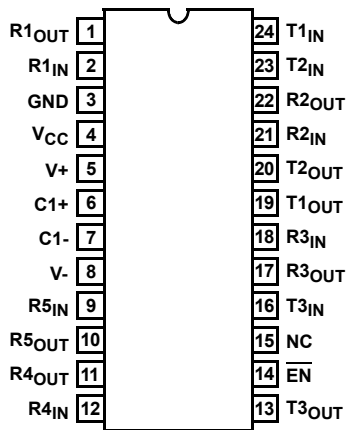 R1OUT 1 24 T1IN
R1IN 2 23 T2IN
GND 3 22 R2OUT
VCC 4 21 R2IN
V+ 5 20 T2OUT
C1+ 6 19 T1OUT
C1- 7 18 R3IN
V- 8 17 R3OUT
R5IN 9 16 T3IN
R5OUT 10 15 NC
R4OUT 11 14 E̅N̅
R4IN 12 13 T3OUT